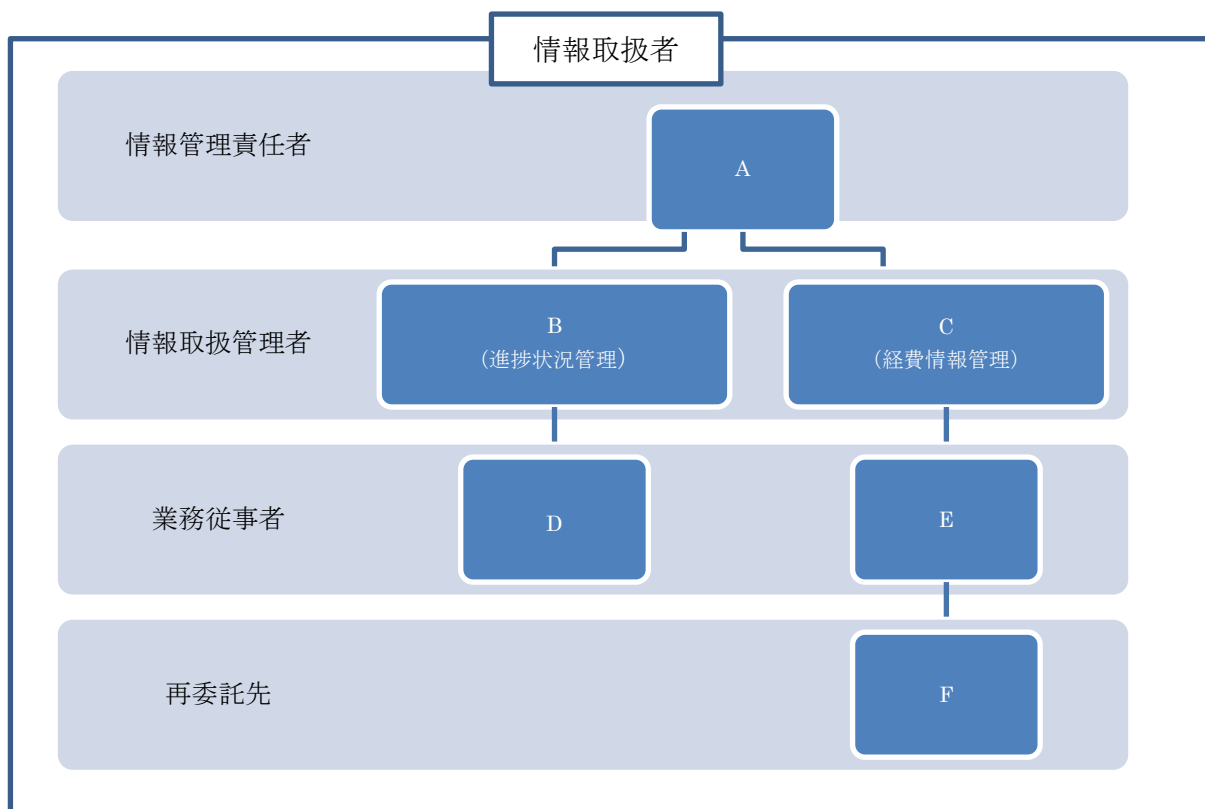 情報取扱者
情報管理責任者
A
情報取扱管理者
B
（進捗状況管理）
C
（経費情報管理）
業務従事者
D
E
再委託先
F